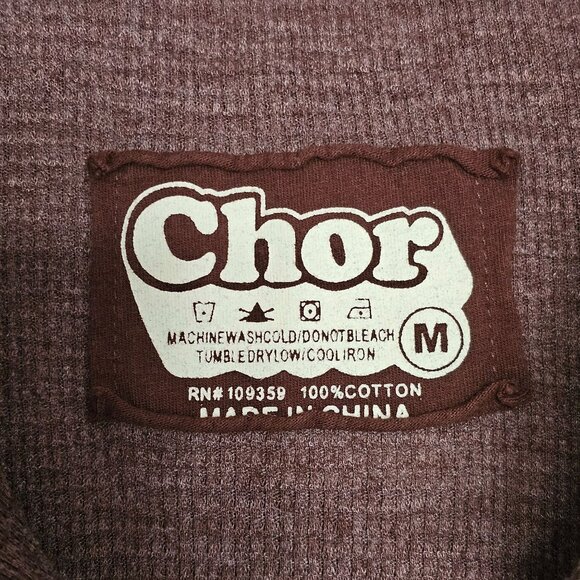 Chor
MACHINEWASHCOLD/DONOTBLEACH
TUMBLEDRYLOW/COOLIRON
M
RN# 109359 100%COTTON
MADE IN CHINA